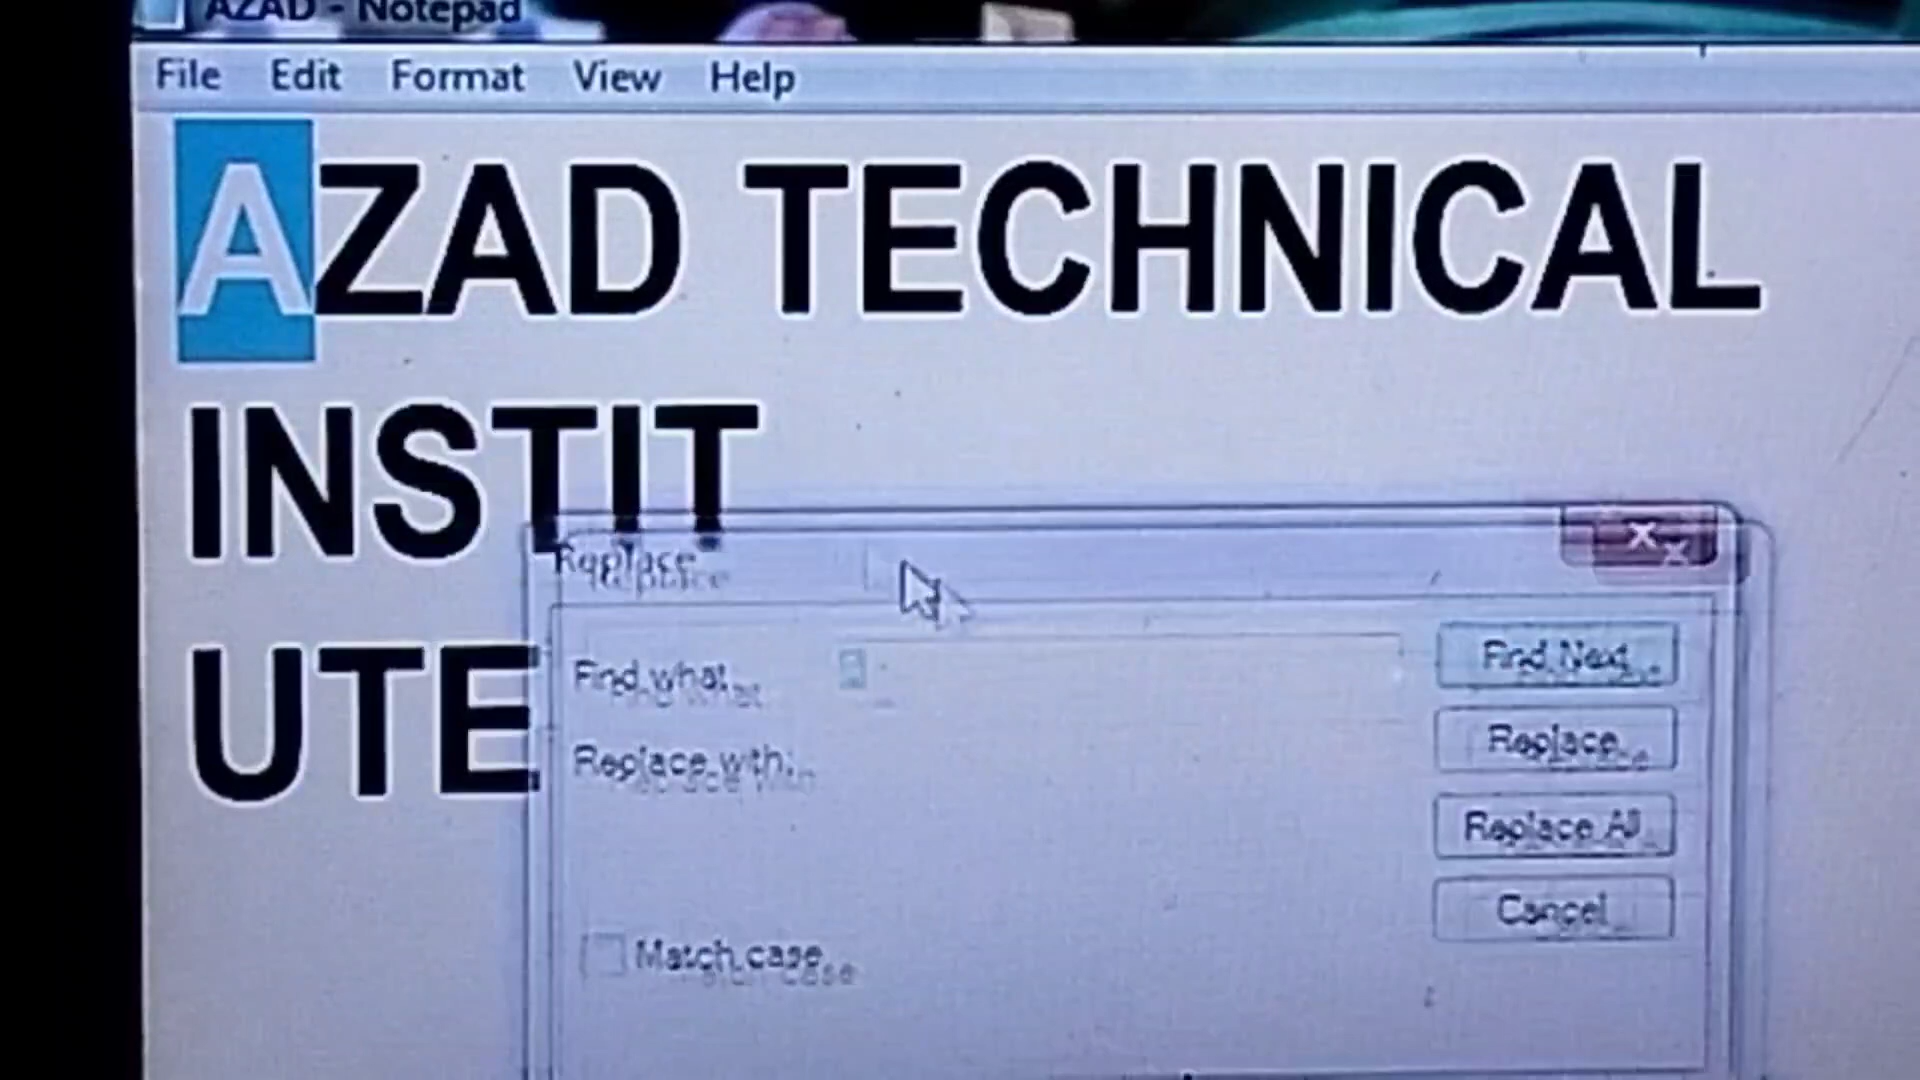 AZAD - Notepad
File Edit Format View Help
AZAD TECHNICAL
INSTIT
UTE
Replace
Find what
Find Next
Replace
Replace with:
Replace All
Cancel
Match case